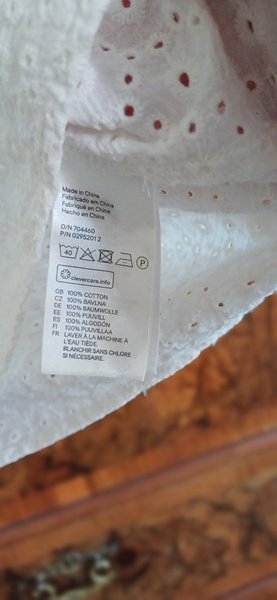 Made in China
Fabricado em China
Fabriqué en China
Hecho en China
O/N 704460
P/N 0295201 2
40
P
clevercare.info
GB 100% COTTON
CZ 100% BAVLNA
DE 100% BAUMWOLLE
EE 100% PUUVILL
ES 100% ALGODÓN
FI 100% PUUVILLAA
FR LAVER À LA MACHINE À
L'EAU TIÈDE.
BLANCHIR SANS CHLORE
SI NÉCESSAIRE.